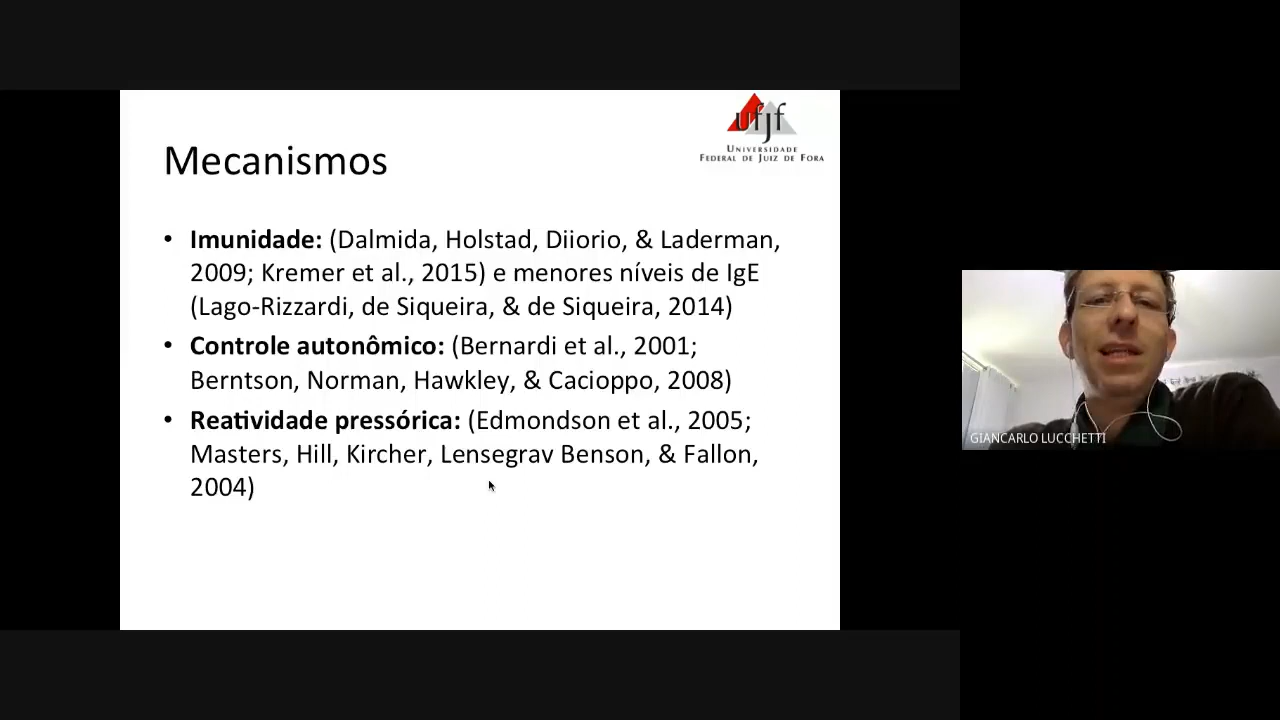 ufjf
UNIVERSIDADE
FEDERAL DE JUIZ DE FORA
Mecanismos
• Imunidade: (Dalmida, Holstad, Diiorio, & Laderman,
2009; Kremer et al., 2015) e menores níveis de IgE
(Lago-Rizzardi, de Siqueira, & de Siqueira, 2014)
• Controle autonômico: (Bernardi et al., 2001;
Berntson, Norman, Hawkley, & Cacioppo, 2008)
• Reatividade pressórica: (Edmondson et al., 2005;
Masters, Hill, Kircher, Lensegrav Benson, & Fallon,
2004)
GIANCARLO LUCCHETTI